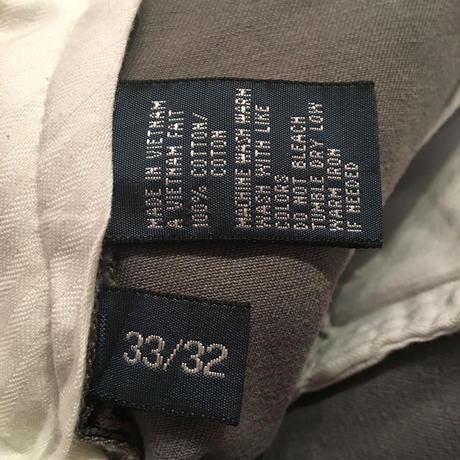 MADE IN VIETNAM
A VIETNAM FAIT
100% COTTON/
COTON
MACHINE WASH WARM
WASH WITH LIKE
COLORS
DO NOT BLEACH
TUMBLE DRY LOW
WARM IRON
IF NEEDED
33/32